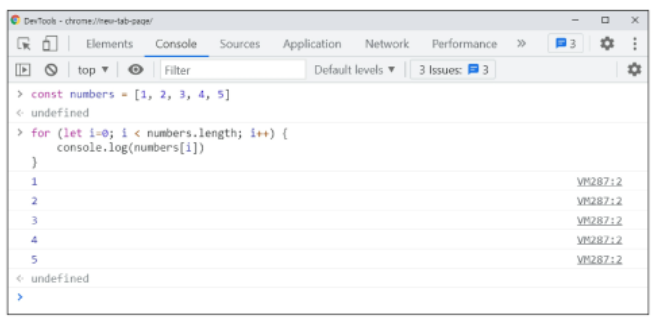 DevTools - chrome://new-tab-page/
Elements Console Sources Application Network Performance » 3
top ▼ Filter Default levels ▼ 3 Issues: 3
> const numbers = [1, 2, 3, 4, 5]
< undefined
> for (let i=0; i < numbers.length; i++) {
console.log(numbers[i])
}
1 VM287:2
2 VM287:2
3 VM287:2
4 VM287:2
5 VM287:2
< undefined
>